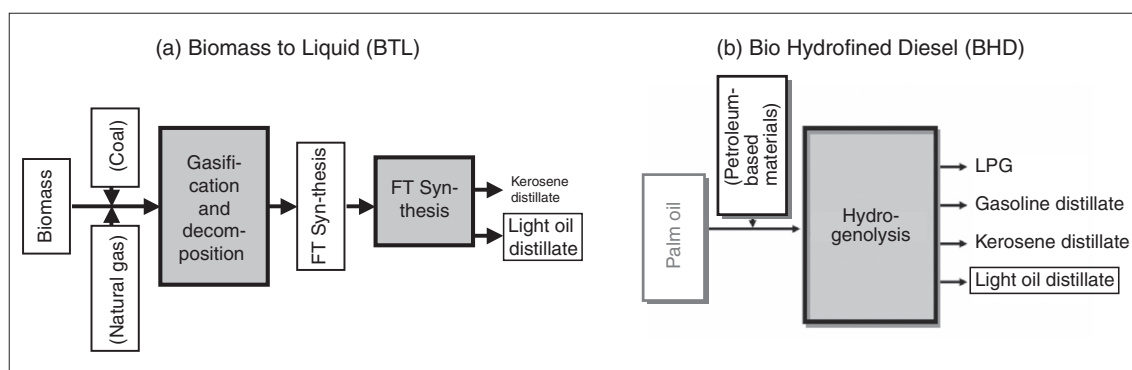 (a) Biomass to Liquid (BTL)
Biomass
(Coal)
(Natural gas)
Gasifi-
cation
and
decom-
position
FT Syn-thesis
FT Syn-
thesis
Kerosene
distillate
Light oil
distillate
(b) Bio Hydrofined Diesel (BHD)
Palm oil
(Petroleum-
based
materials)
Hydro-
genolysis
LPG
Gasoline distillate
Kerosene distillate
Light oil distillate